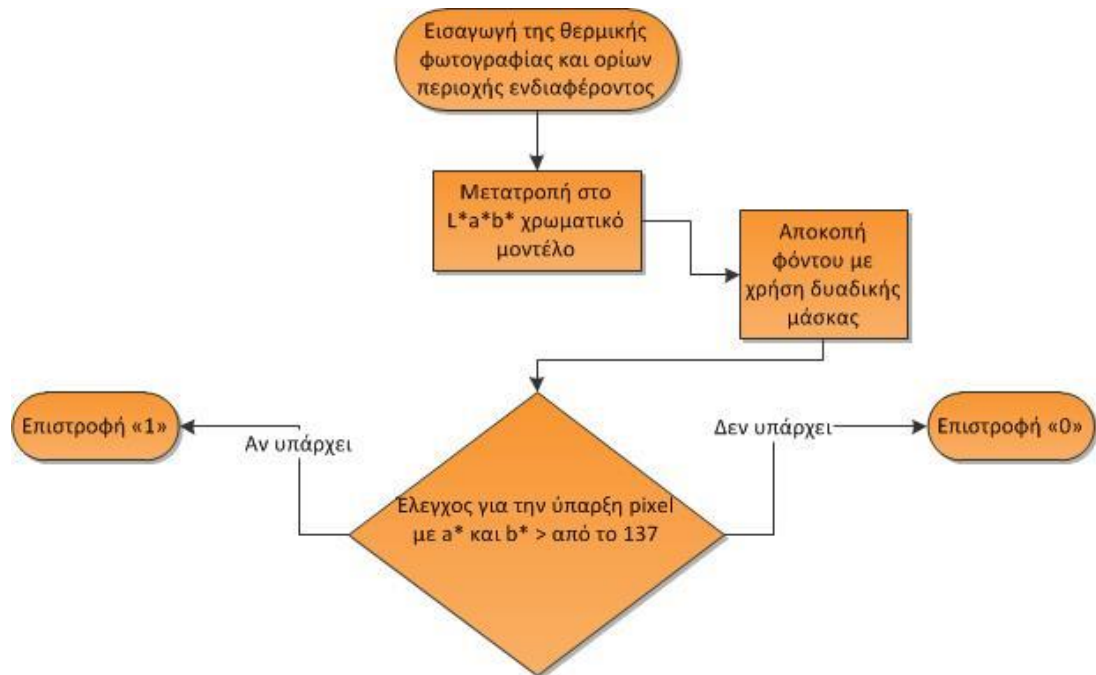 Εισαγωγή της θερμικής
φωτογραφίας και ορίων
περιοχής ενδιαφέροντος
Μετατροπή στο
L*a*b* χρωματικό
μοντέλο
Αποκοπή
φόντου με
χρήση δυαδικής
μάσκας
Επιστροφή «1»
Αν υπάρχει
Δεν υπάρχει
Επιστροφή «0»
Έλεγχος για την ύπαρξη pixel
με a* και b* > από το 137